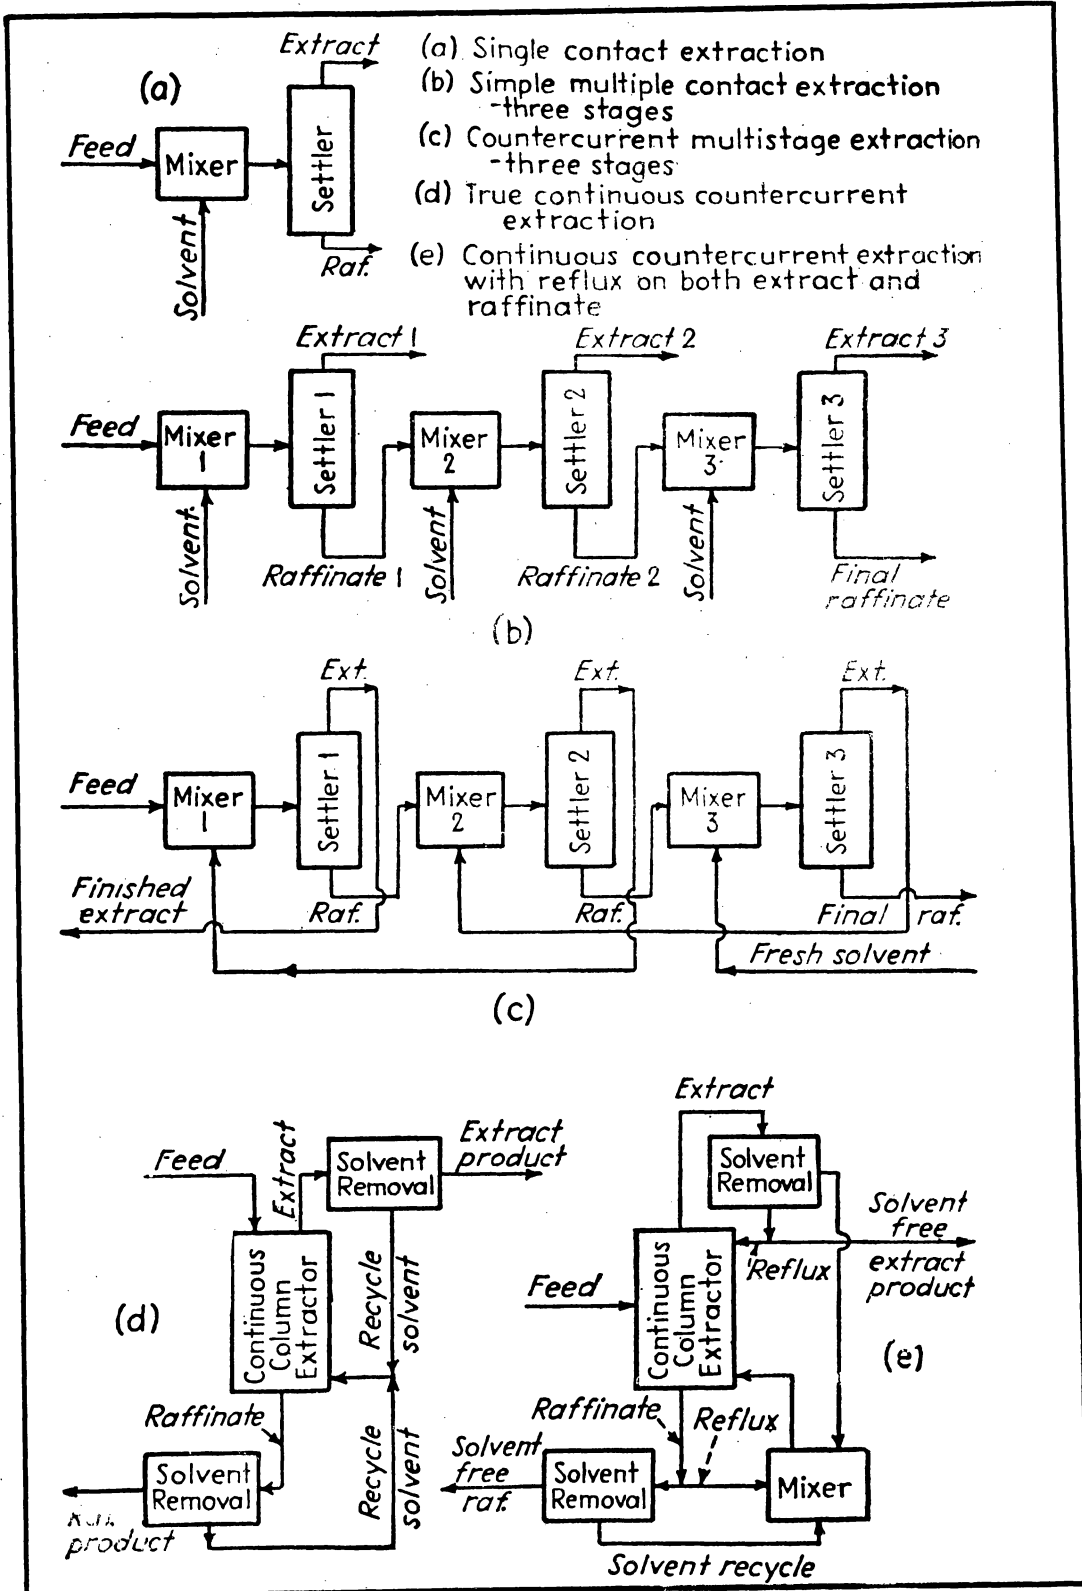 (a) Single contact extraction
(b) Simple multiple contact extraction
-three stages
(c) Countercurrent multistage extraction
-three stages
(d) True continuous countercurrent
extraction
(e) Continuous countercurrent extraction
with reflux on both extract and
raffinate
(a)
Extract
Feed
Mixer
Settler
Solvent
Raf.
Extract 1
Extract 2
Extract 3
Feed
Mixer
1
Settler 1
Mixer
2
Settler 2
Mixer
3
Settler 3
Solvent
Raffinate 1
Solvent
Raffinate 2
Solvent
Final
raffinate
(b)
Ext.
Ext.
Ext.
Feed
Mixer
1
Settler 1
Mixer
2
Settler 2
Mixer
3
Settler 3
Finished
extract
Raf.
Raf.
Final raf.
Fresh solvent
(c)
Feed
Extract
Solvent
Removal
Extract
product
(d)
Continuous
Column
Extractor
Recycle
solvent
Raffinate
Solvent
Removal
Recycle
solvent
product
Extract
Solvent
Removal
Solvent
free
extract
product
Reflux
Feed
Continuous
Column
Extractor
(e)
Raffinate
Reflux
Solvent
free
raf.
Solvent
Removal
Mixer
Solvent recycle